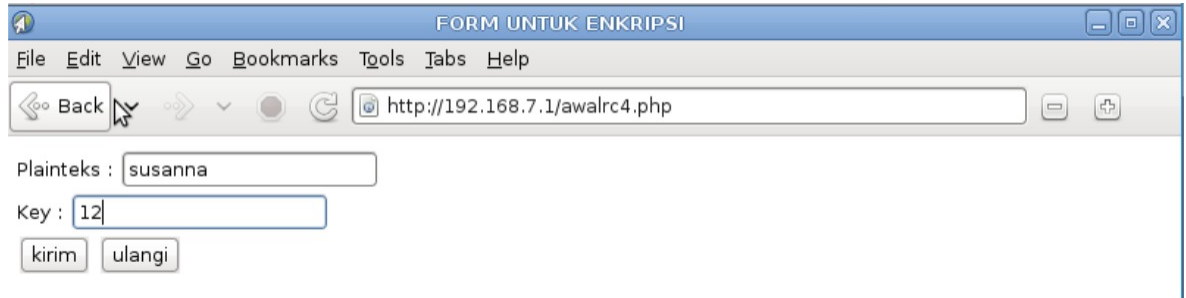 FORM UNTUK ENKRIPSI
File Edit View Go Bookmarks Tools Tabs Help
Back http://192.168.7.1/awalrc4.php
Plainteks : susanna
Key : 12
kirim ulangi